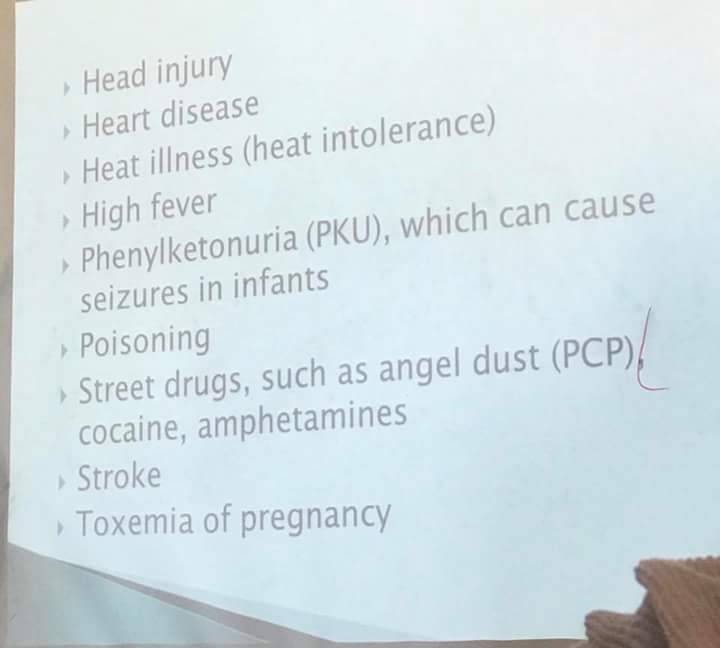 Head injury
Heart disease
Heat illness (heat intolerance)
High fever
Phenylketonuria (PKU), which can cause
seizures in infants
Poisoning
Street drugs, such as angel dust (PCP),
cocaine, amphetamines
Stroke
Toxemia of pregnancy